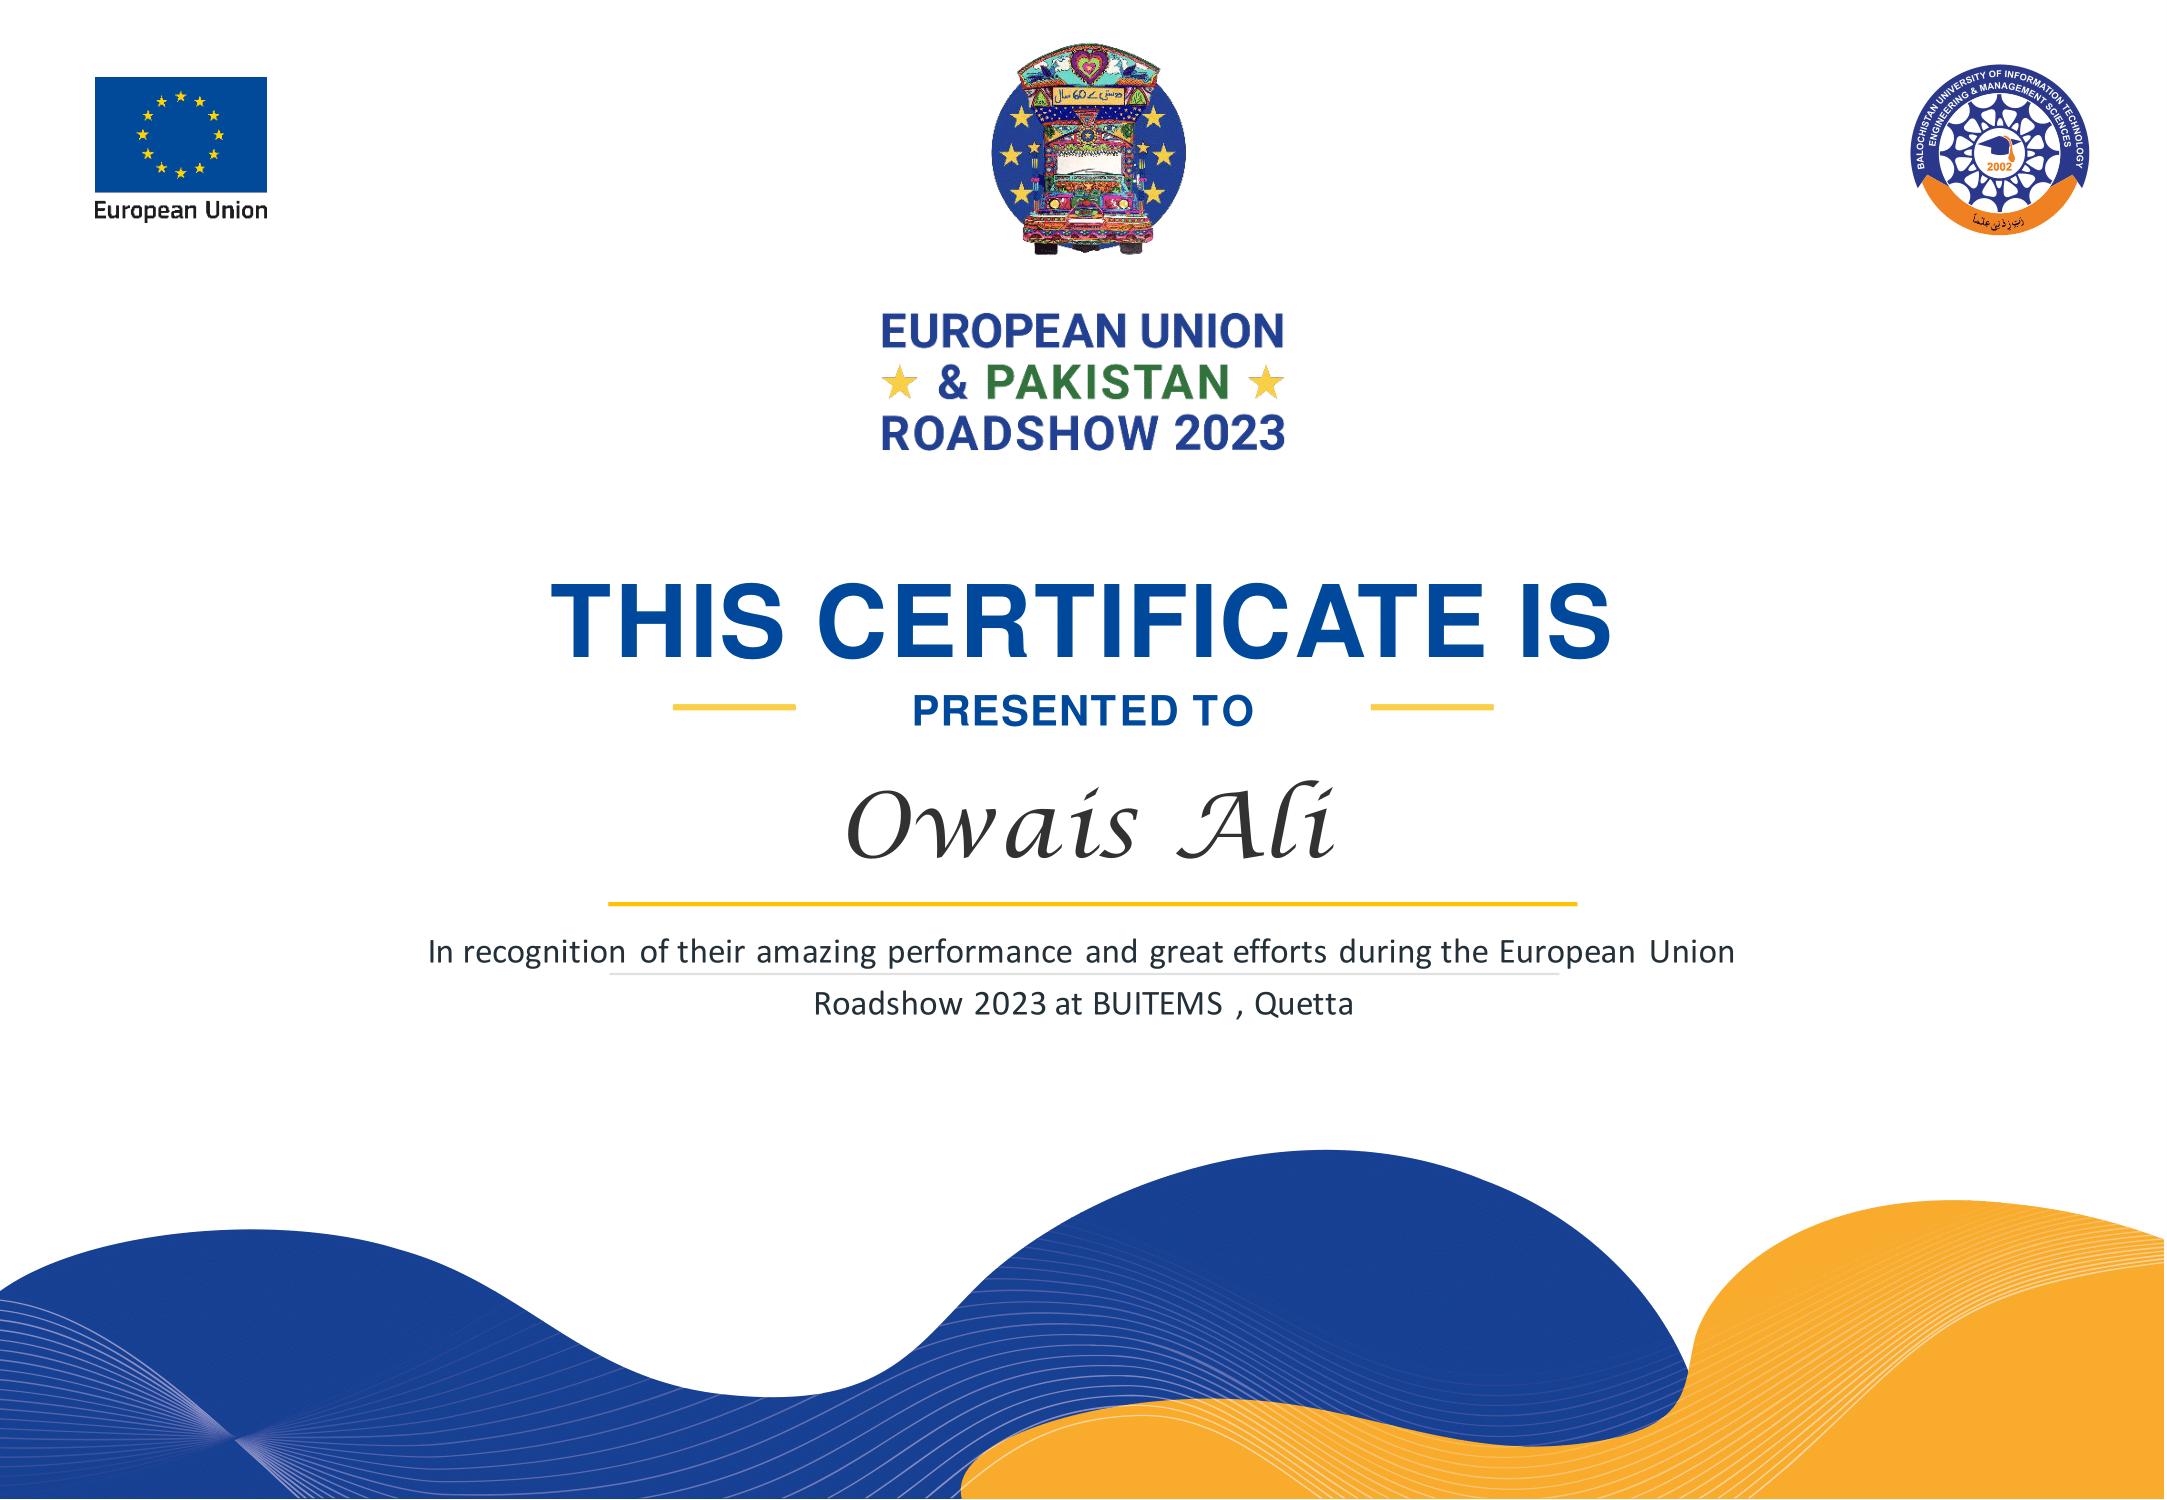 European Union
دوستی کے 60 سال
BALOCHISTAN UNIVERSITY OF INFORMATION TECHNOLOGY
ENGINEERING & MANAGEMENT SCIENCES
2002
رَبِّ زِدْنِي عِلْماً
EUROPEAN UNION
& PAKISTAN
ROADSHOW 2023
THIS CERTIFICATE IS
PRESENTED TO
Owais Ali
In recognition of their amazing performance and great efforts during the European Union
Roadshow 2023 at BUITEMS , Quetta